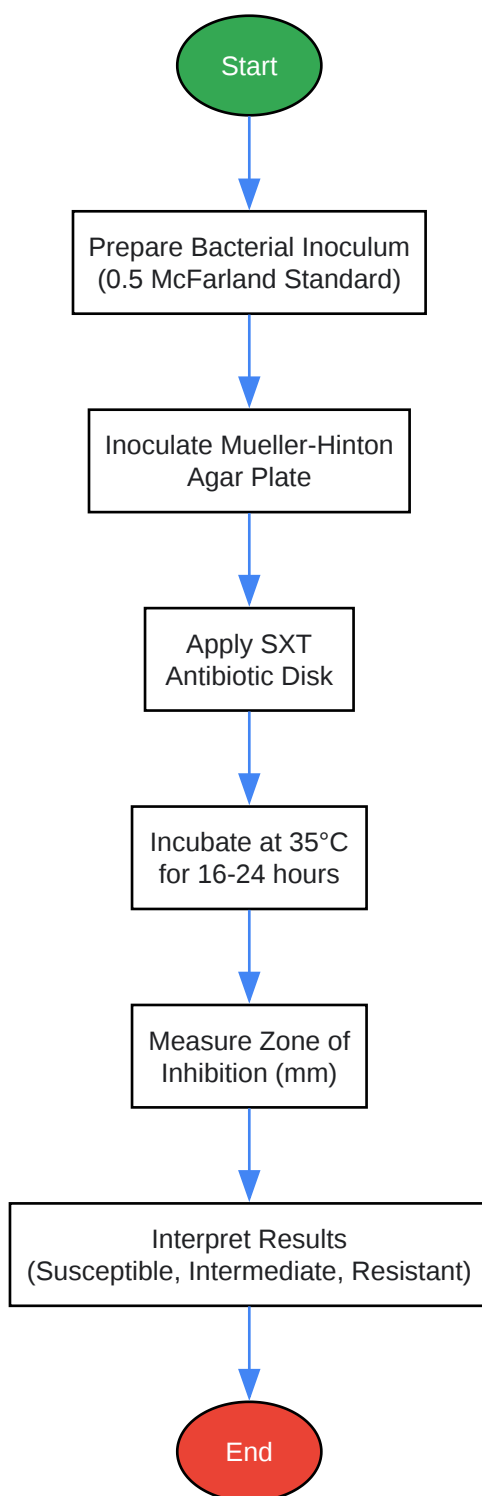 Start
Prepare Bacterial Inoculum
(0.5 McFarland Standard)
Inoculate Mueller-Hinton
Agar Plate
Apply SXT
Antibiotic Disk
Incubate at 35°C
for 16-24 hours
Measure Zone of
Inhibition (mm)
Interpret Results
(Susceptible, Intermediate, Resistant)
End